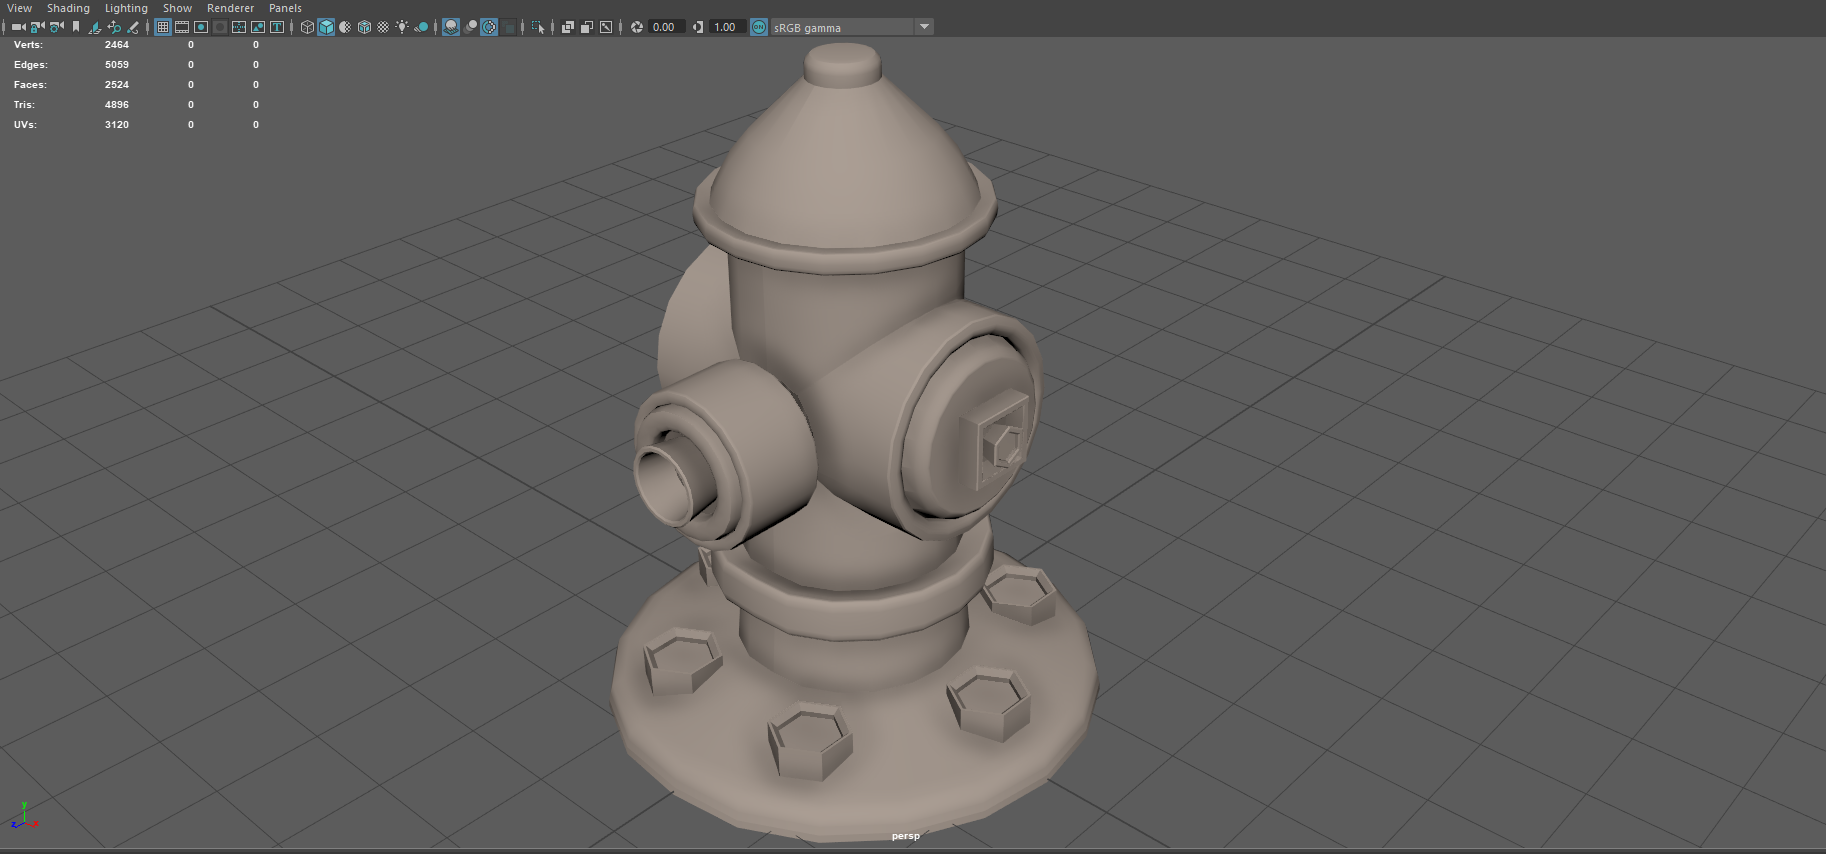 View Shading Lighting Show Renderer Panels
0.00 1.00 ON sRGB gamma
Verts: 2464 0 0
Edges: 5059 0 0
Faces: 2524 0 0
Tris: 4896 0 0
UVs: 3120 0 0
y
z x
persp